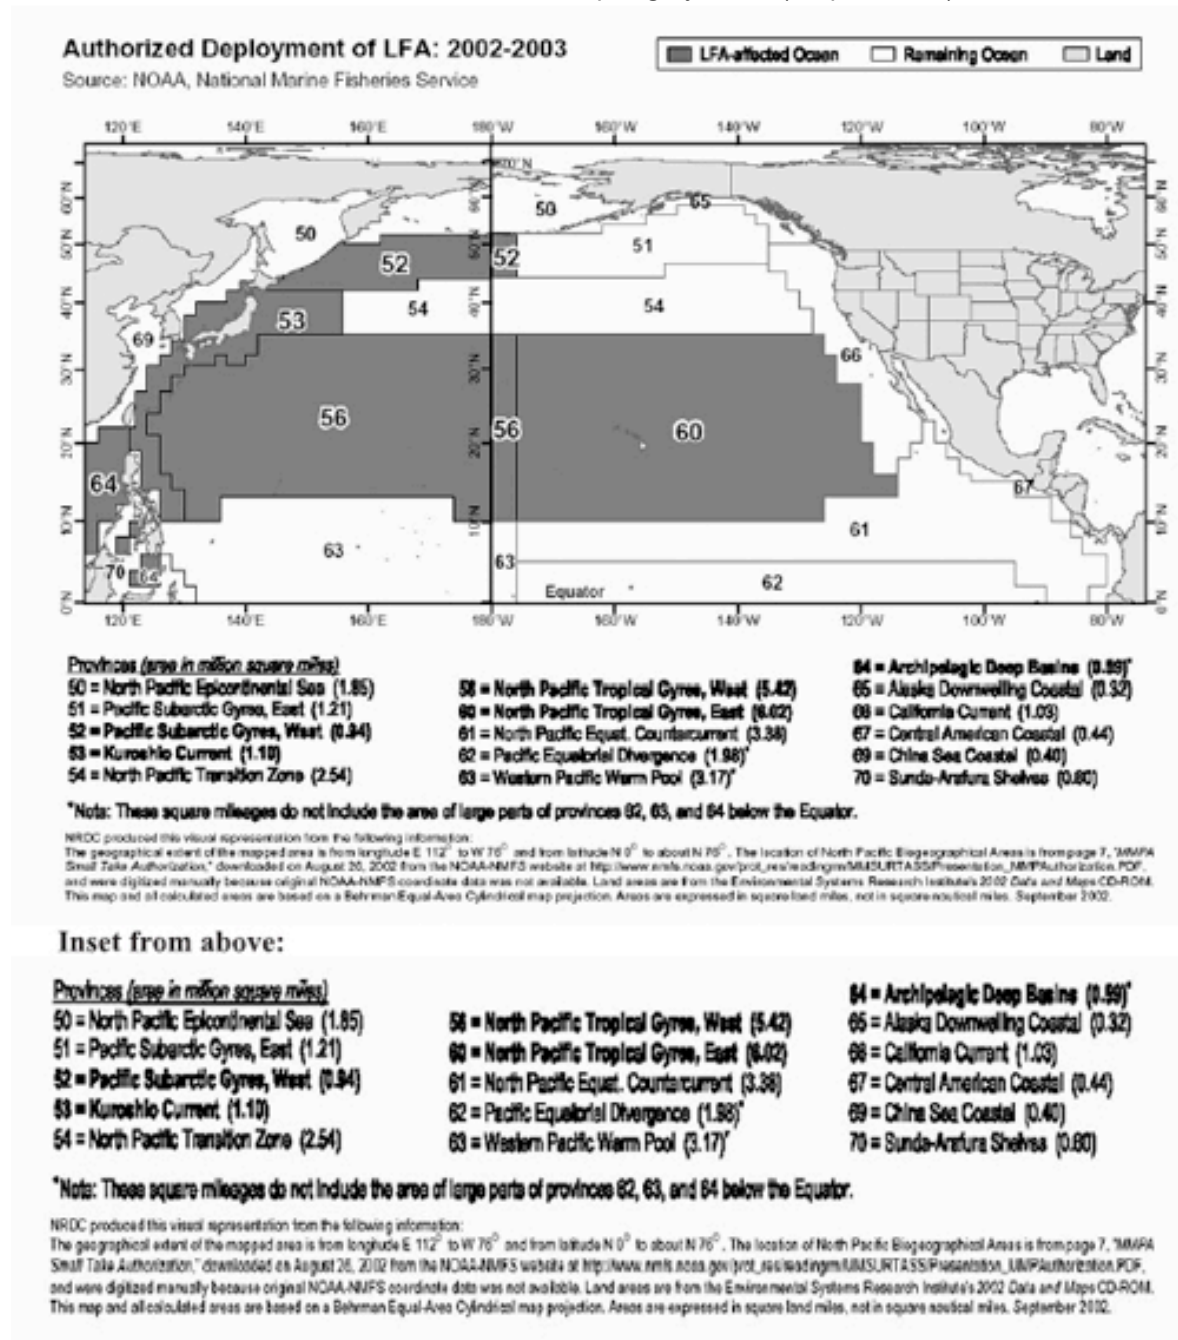 Authorized Deployment of LFA: 2002-2003
Source: NOAA, National Marine Fisheries Service
LFA-affected Ocean Remaining Ocean Land
120°E 140°E 160°E 180°W 160°W 140°W 120°W 100°W 80°W
60°N 60°N 60°N
50°N 50°N 50°N
40°N 40°N 40°N
30°N 30°N 30°N
20°N 20°N 20°N
10°N 10°N 10°N
0°N 0°N
50 50 65
51
52 52
54 54
53
69
66
56 56 60
64
67
61
63 63
70 64
62
Equator
120°E 140°E 160°E 180°W 160°W 140°W 120°W 100°W 80°W
Provinces (area in million square miles)
50 = North Pacific Epicontinental Sea (1.85)
51 = Pacific Subarctic Gyres, East (1.21)
52 = Pacific Subarctic Gyres, West (0.94)
53 = Kuroshio Current (1.10)
54 = North Pacific Transition Zone (2.54)
56 = North Pacific Tropical Gyres, West (5.42)
60 = North Pacific Tropical Gyres, East (6.02)
61 = North Pacific Equat. Countercurrent (3.38)
62 = Pacific Equatorial Divergence (1.98)*
63 = Western Pacific Warm Pool (3.17)*
64 = Archipelagic Deep Basins (0.99)*
65 = Alaska Downwelling Coastal (0.32)
66 = California Current (1.03)
67 = Central American Coastal (0.44)
69 = China Sea Coastal (0.40)
70 = Sunda-Arafura Shelves (0.80)
*Note: These square mileages do not include the area of large parts of provinces 62, 63, and 64 below the Equator.
NRDC produced this visual representation from the following information:
The geographical extent of the mapped area is from longitude E 112° to W 76° and from latitude N 0° to about N 76°. The location of North Pacific Biogeographical Areas is from page 7, "MMPA
Small Take Authorization," downloaded on August 26, 2002 from the NOAA-NMFS website at
and were digitized manually because original NOAA-NMFS coordinate data was not available. Land areas are from the Environmental Systems Research Institute's 2002 Data and Maps CD-ROM.
This map and all calculated areas are based on a Behrman Equal-Area Cylindrical map projection. Areas are expressed in square land miles, not in square nautical miles. September 2002.
Inset from above:
Provinces (area in million square miles)
50 = North Pacific Epicontinental Sea (1.85)
51 = Pacific Subarctic Gyres, East (1.21)
52 = Pacific Subarctic Gyres, West (0.94)
53 = Kuroshio Current (1.10)
54 = North Pacific Transition Zone (2.54)
56 = North Pacific Tropical Gyres, West (5.42)
60 = North Pacific Tropical Gyres, East (6.02)
61 = North Pacific Equat. Countercurrent (3.38)
62 = Pacific Equatorial Divergence (1.98)*
63 = Western Pacific Warm Pool (3.17)*
64 = Archipelagic Deep Basins (0.99)*
65 = Alaska Downwelling Coastal (0.32)
66 = California Current (1.03)
67 = Central American Coastal (0.44)
69 = China Sea Coastal (0.40)
70 = Sunda-Arafura Shelves (0.80)
*Note: These square mileages do not include the area of large parts of provinces 62, 63, and 64 below the Equator.
NRDC produced this visual representation from the following information:
The geographical extent of the mapped area is from longitude E 112° to W 76° and from latitude N 0° to about N 76°. The location of North Pacific Biogeographical Areas is from page 7, "MMPA
Small Take Authorization," downloaded on August 26, 2002 from the NOAA-NMFS website at
and were digitized manually because original NOAA-NMFS coordinate data was not available. Land areas are from the Environmental Systems Research Institute's 2002 Data and Maps CD-ROM.
This map and all calculated areas are based on a Behrman Equal-Area Cylindrical map projection. Areas are expressed in square land miles, not in square nautical miles. September 2002.